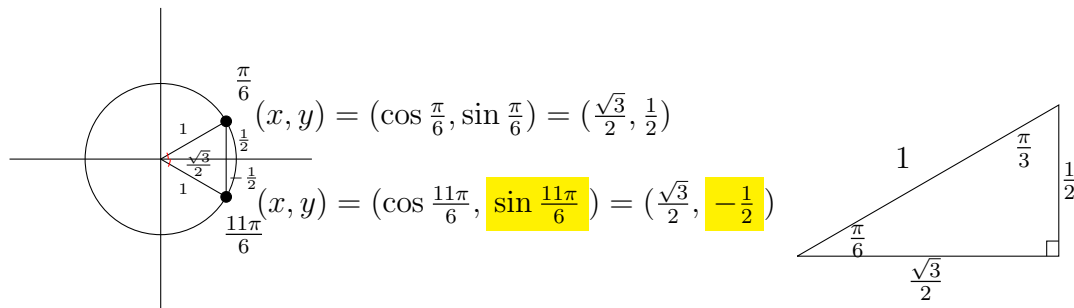 π/6
(x, y) = (cos π/6, sin π/6) = (√3/2, 1/2)
1
1/2
√3/2
-1/2
1
(x, y) = (cos 11π/6, sin 11π/6) = (√3/2, -1/2)
11π/6
1
π/3
1/2
π/6
√3/2